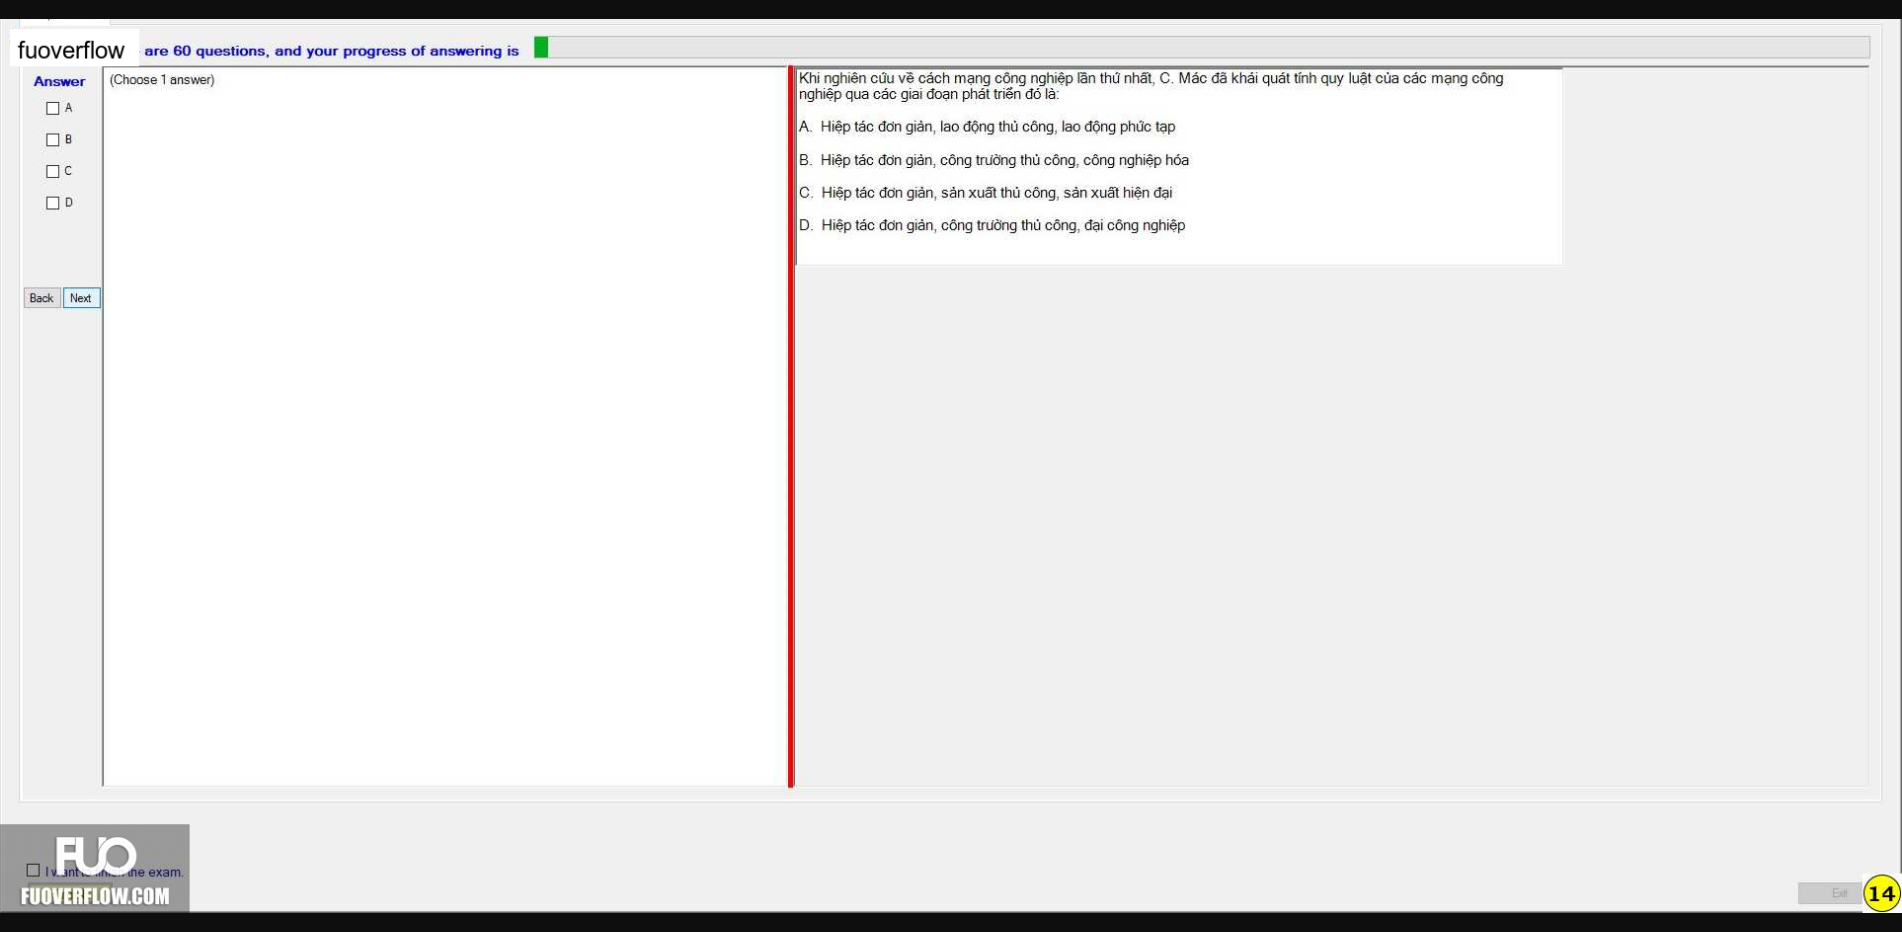 fuoverflow are 60 questions, and your progress of answering is
Answer
(Choose 1 answer)
A
B
C
D
Back Next
Khi nghiên cứu về cách mạng công nghiệp lần thứ nhất, C. Mác đã khái quát tính quy luật của các mạng công
nghiệp qua các giai đoạn phát triển đó là:
A. Hiệp tác đơn giản, lao động thủ công, lao động phức tạp
B. Hiệp tác đơn giản, công trường thủ công, công nghiệp hóa
C. Hiệp tác đơn giản, sản xuất thủ công, sản xuất hiện đại
D. Hiệp tác đơn giản, công trường thủ công, đại công nghiệp
FUO
I want to finish the exam.
FUOVERFLOW.COM
Exit
14